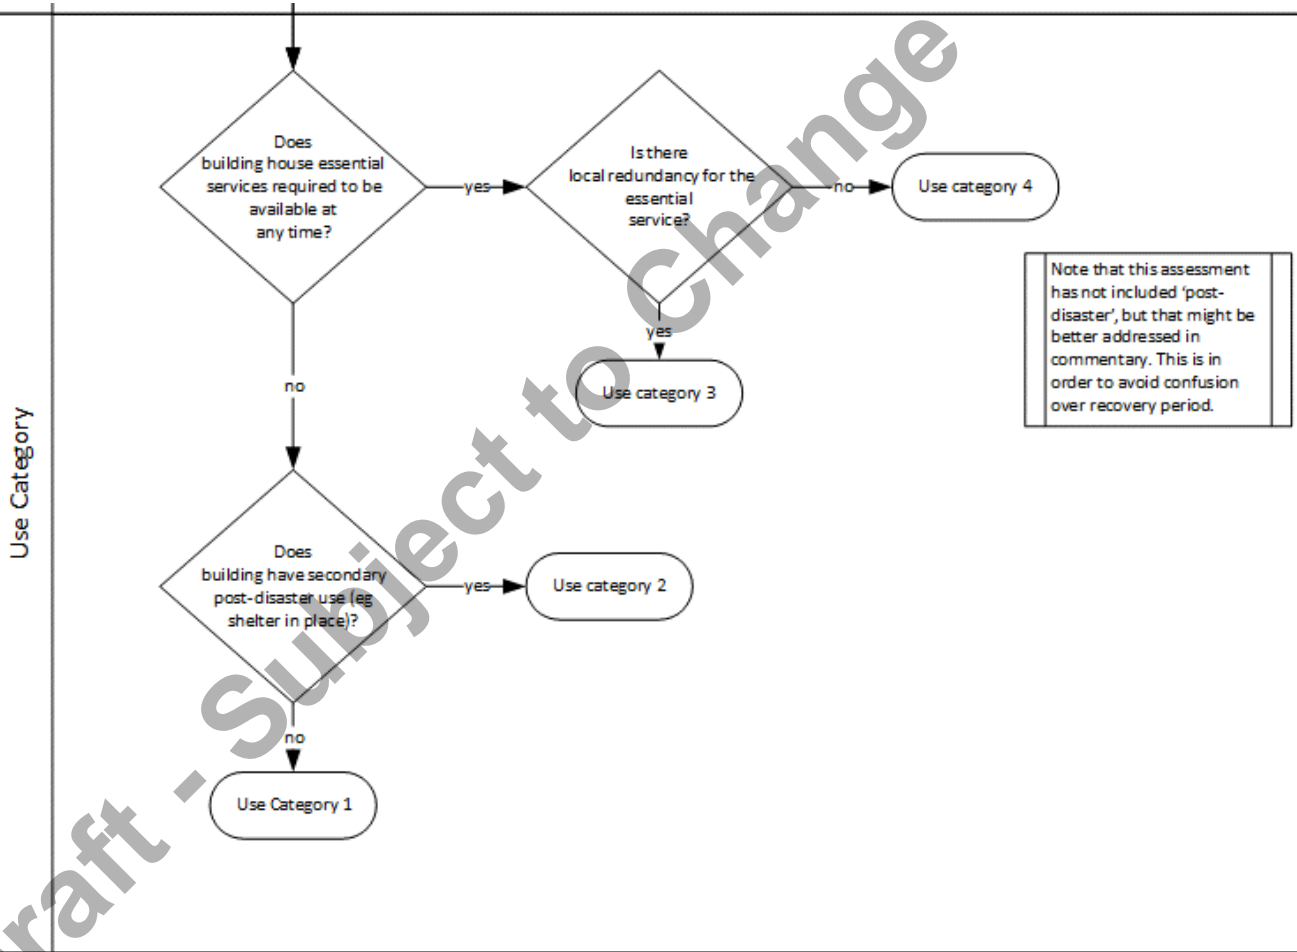 Does
building house essential
services required to be
available at
any time?
yes
Is there
local redundancy for the
essential
service?
no
Use category 4
Note that this assessment
has not included ‘post-
disaster’, but that might be
better addressed in
commentary. This is in
order to avoid confusion
over recovery period.
yes
Use category 3
no
Use Category
Does
building have secondary
post-disaster use (eg
shelter in place)?
yes
Use category 2
no
Use Category 1
raft - Subject to Change